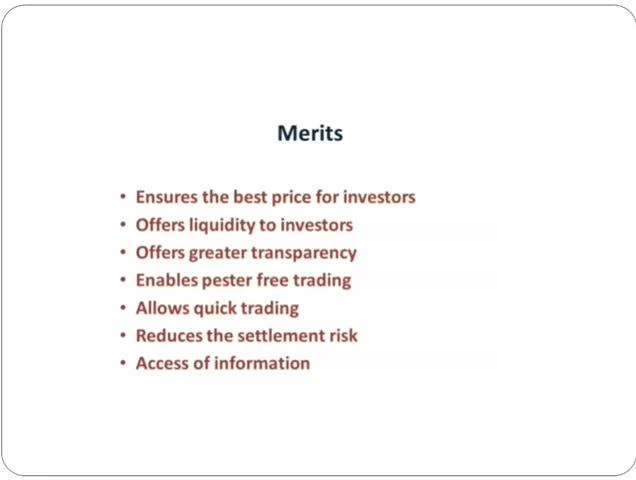 Merits
• Ensures the best price for investors
• Offers liquidity to investors
• Offers greater transparency
• Enables pester free trading
• Allows quick trading
• Reduces the settlement risk
• Access of information